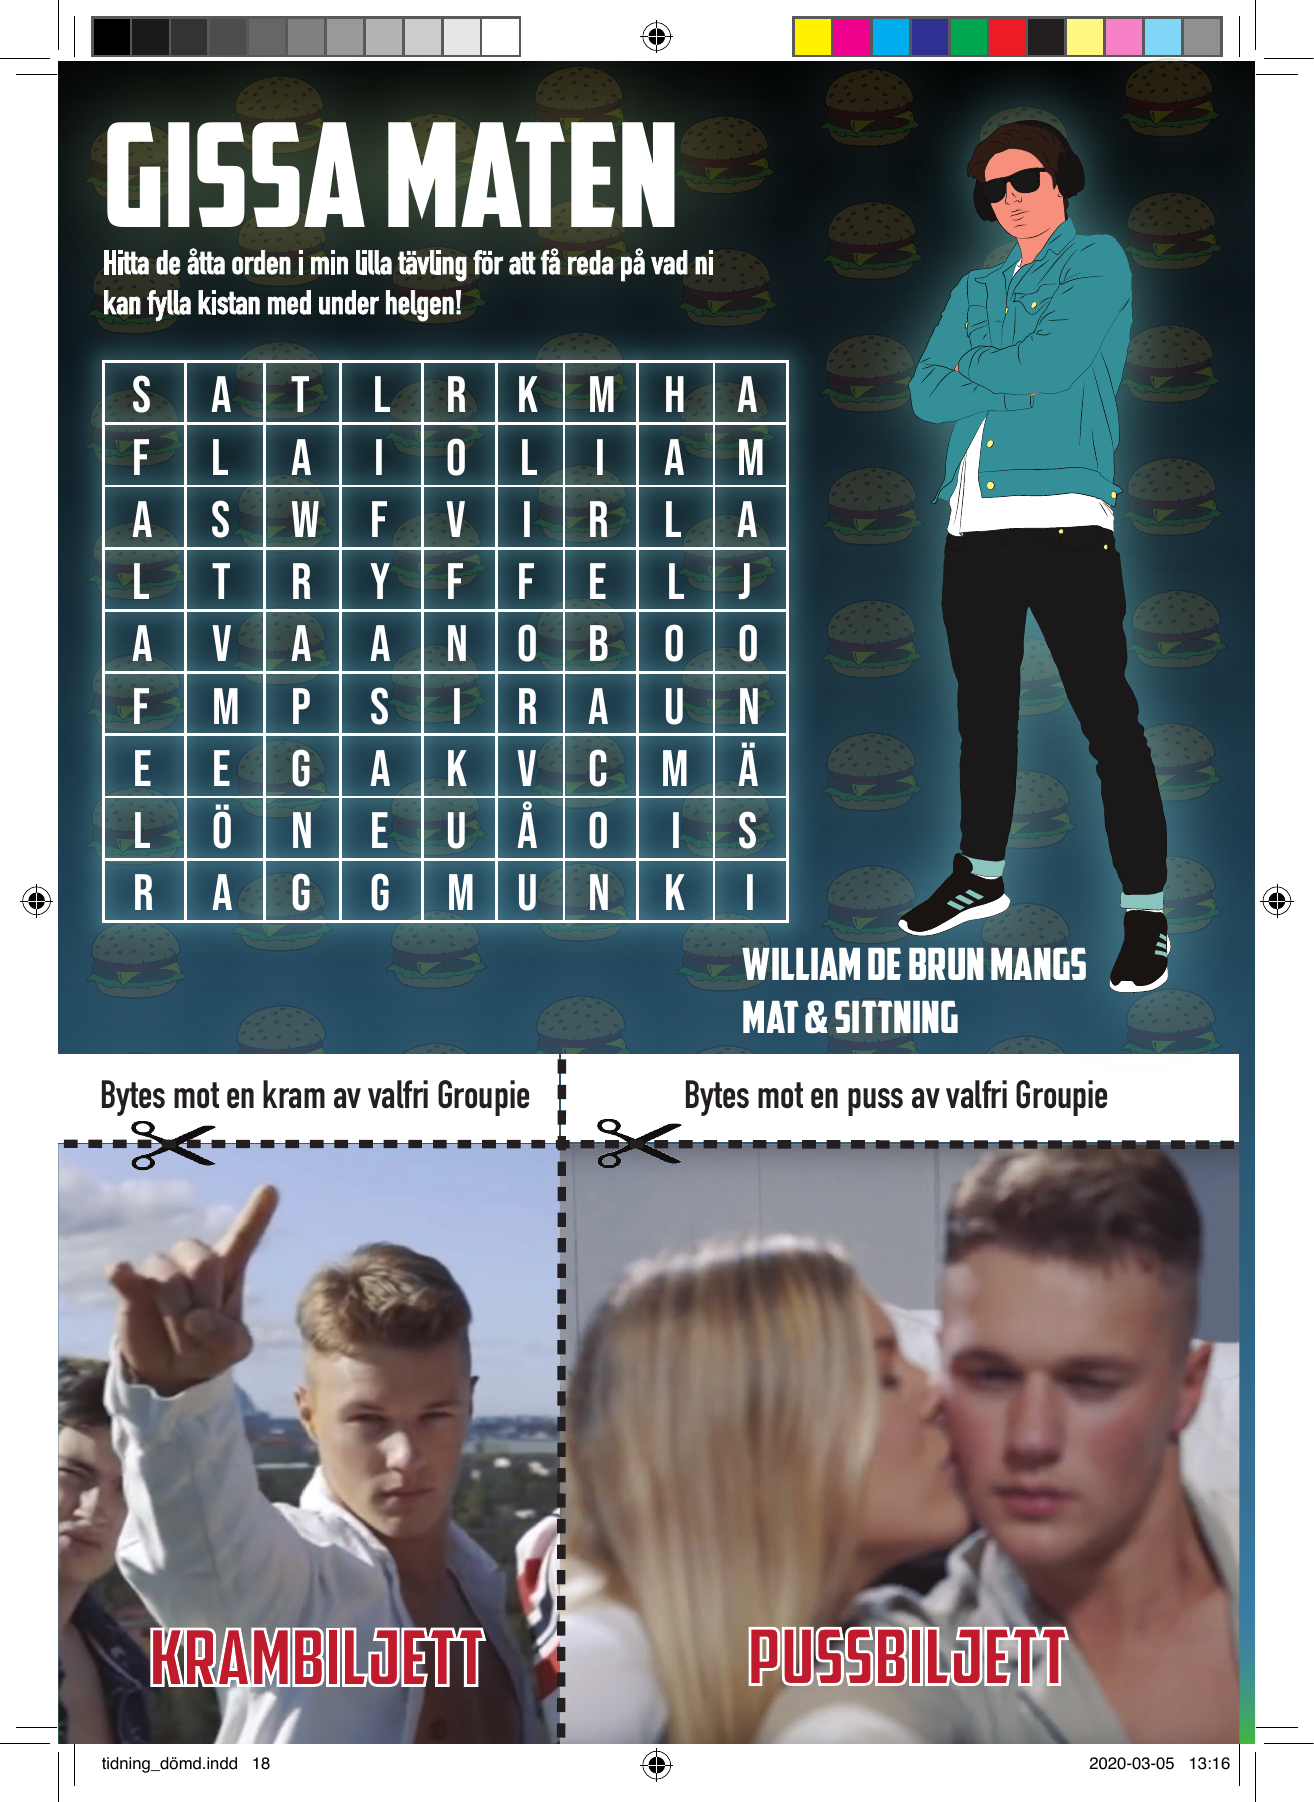 GISSA MATEN
Hitta de åtta orden i min lilla tävling för att få reda på vad ni
kan fylla kistan med under helgen!
S A T L R K M H A
F L A I O L I A M
A S W F V I R L A
L T R Y F F E L J
A V A A N O B O O
F M P S I R A U N
E E G A K V C M Ä
L Ö N E U Å O I S
R A G G M U N K I
WILLIAM DE BRUN MANGS
MAT & SITTNING
Bytes mot en kram av valfri Groupie
Bytes mot en puss av valfri Groupie
KRAMBILJETT
PUSSBILJETT
tidning_dömd.indd 18
2020-03-05 13:16